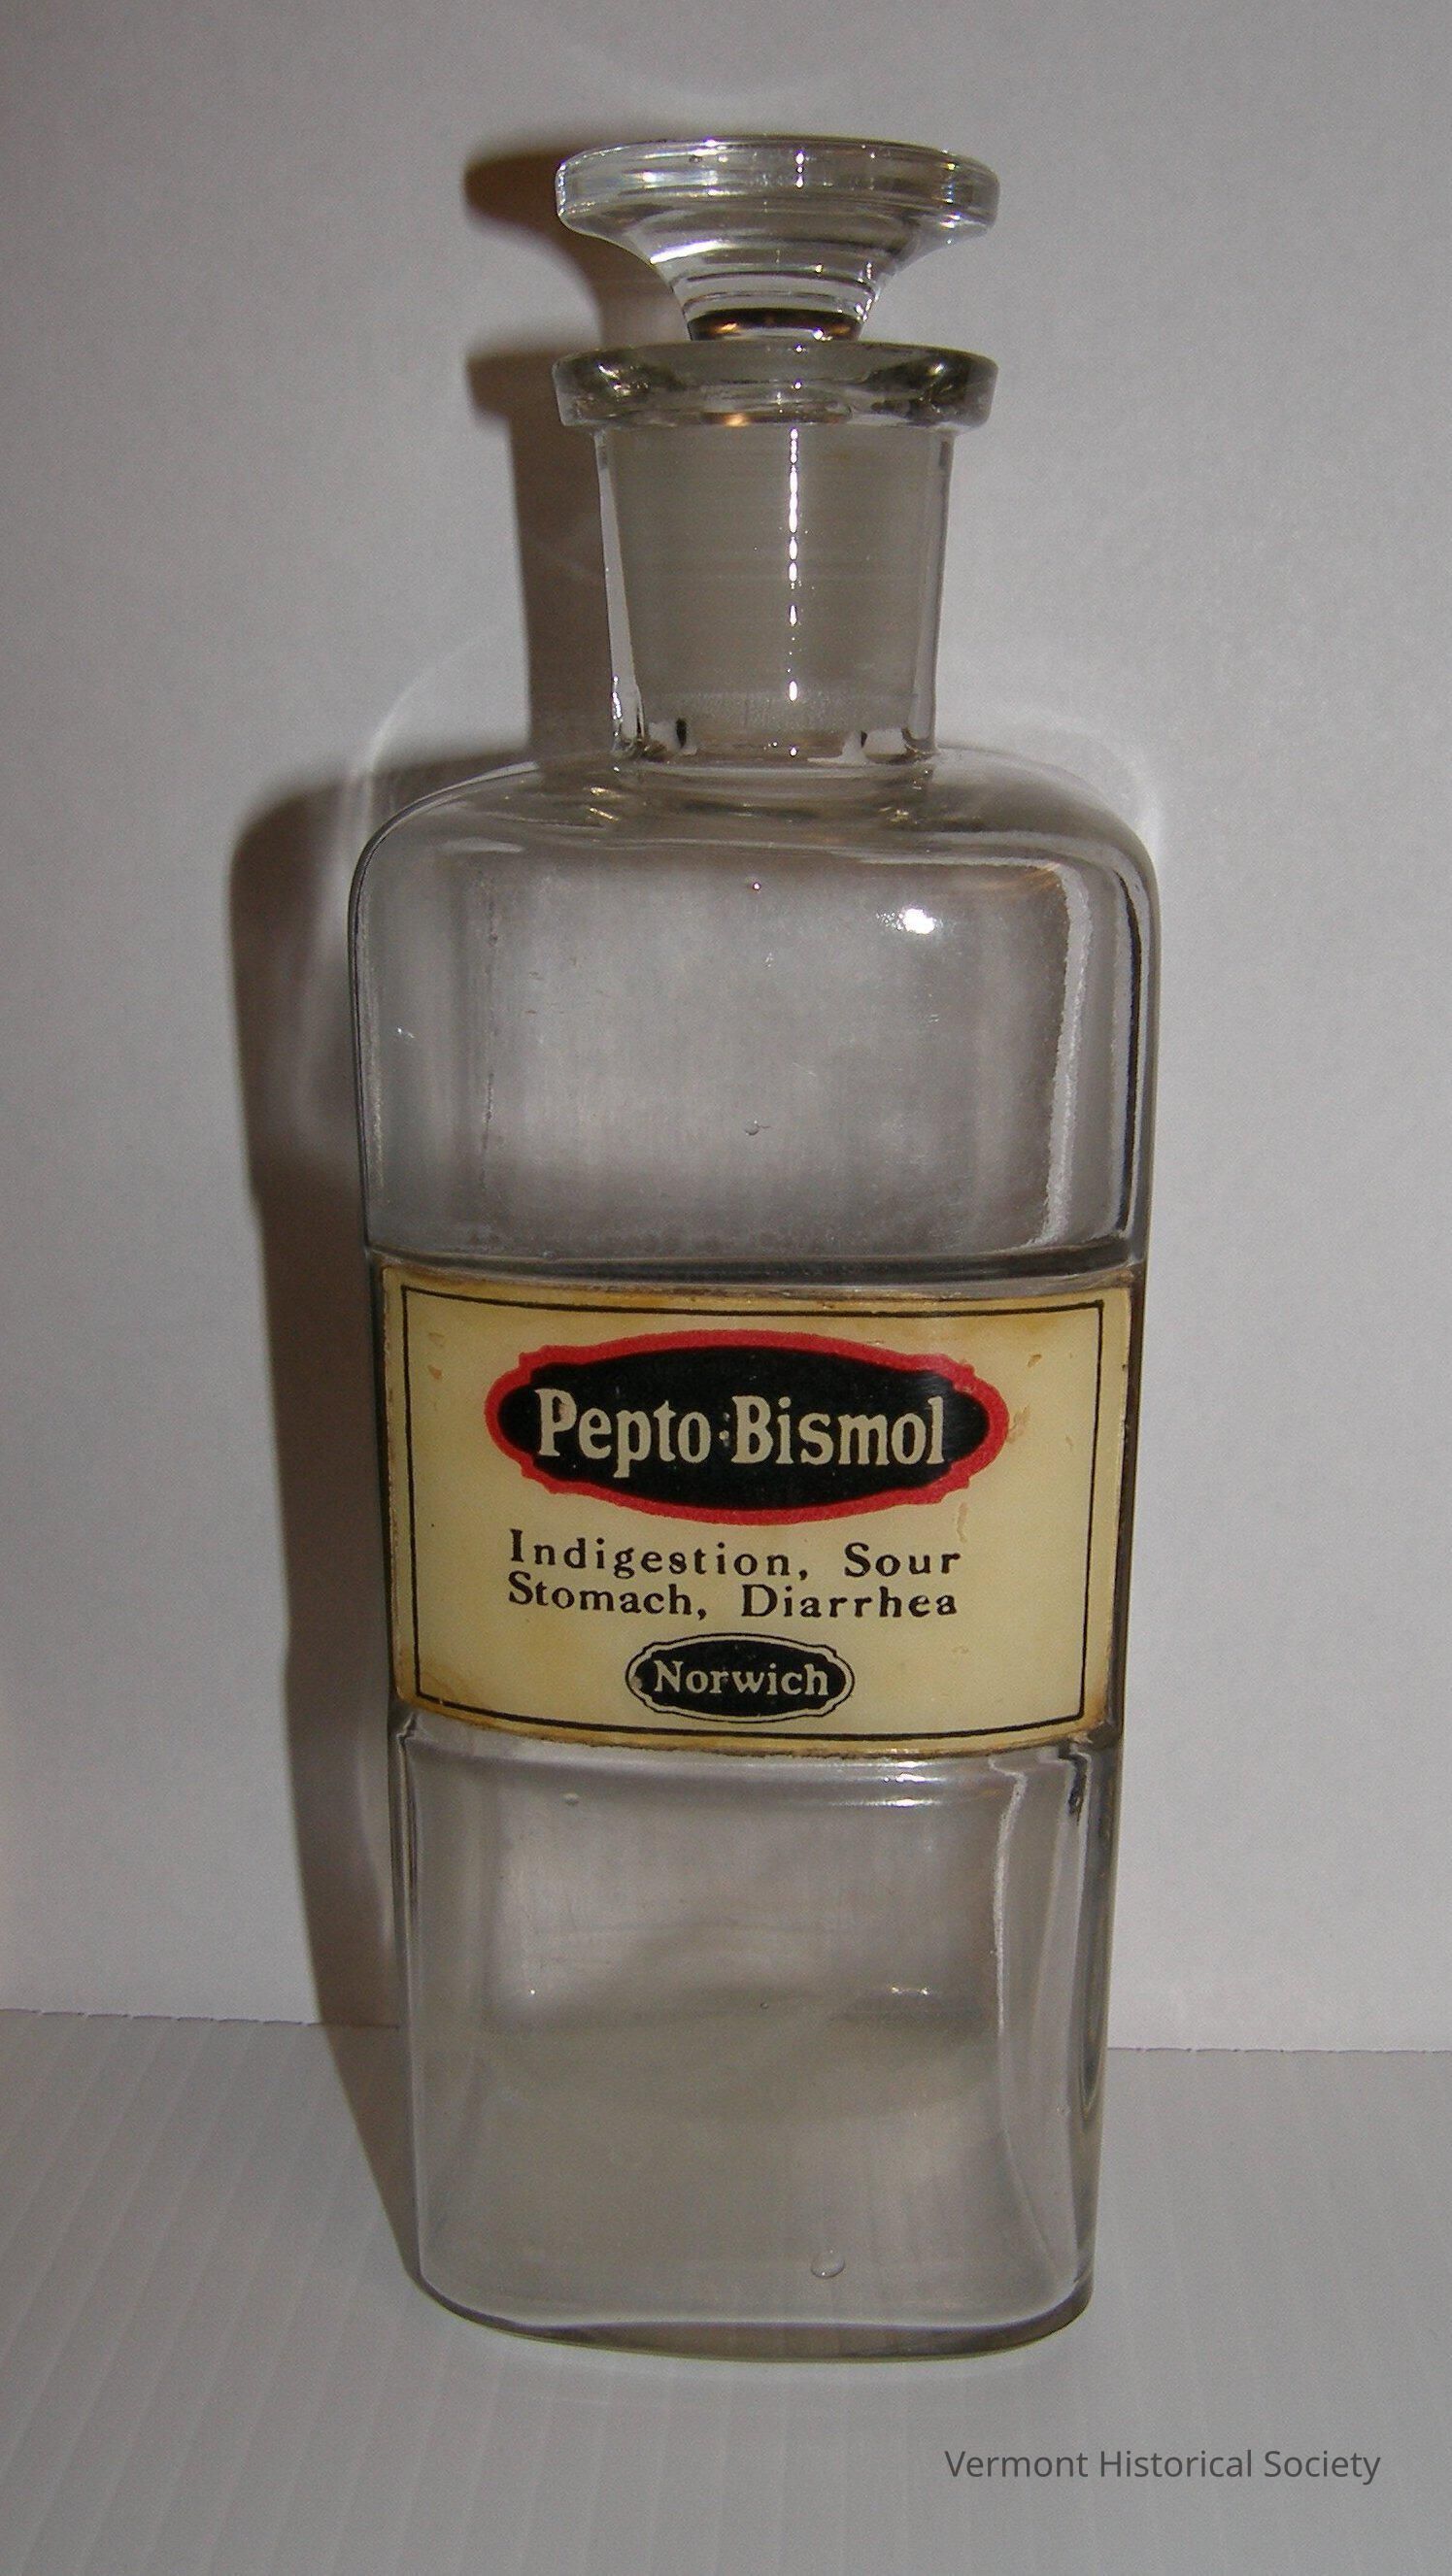 Pepto-Bismol
Indigestion, Sour
Stomach, Diarrhea
Norwich
Vermont Historical Society